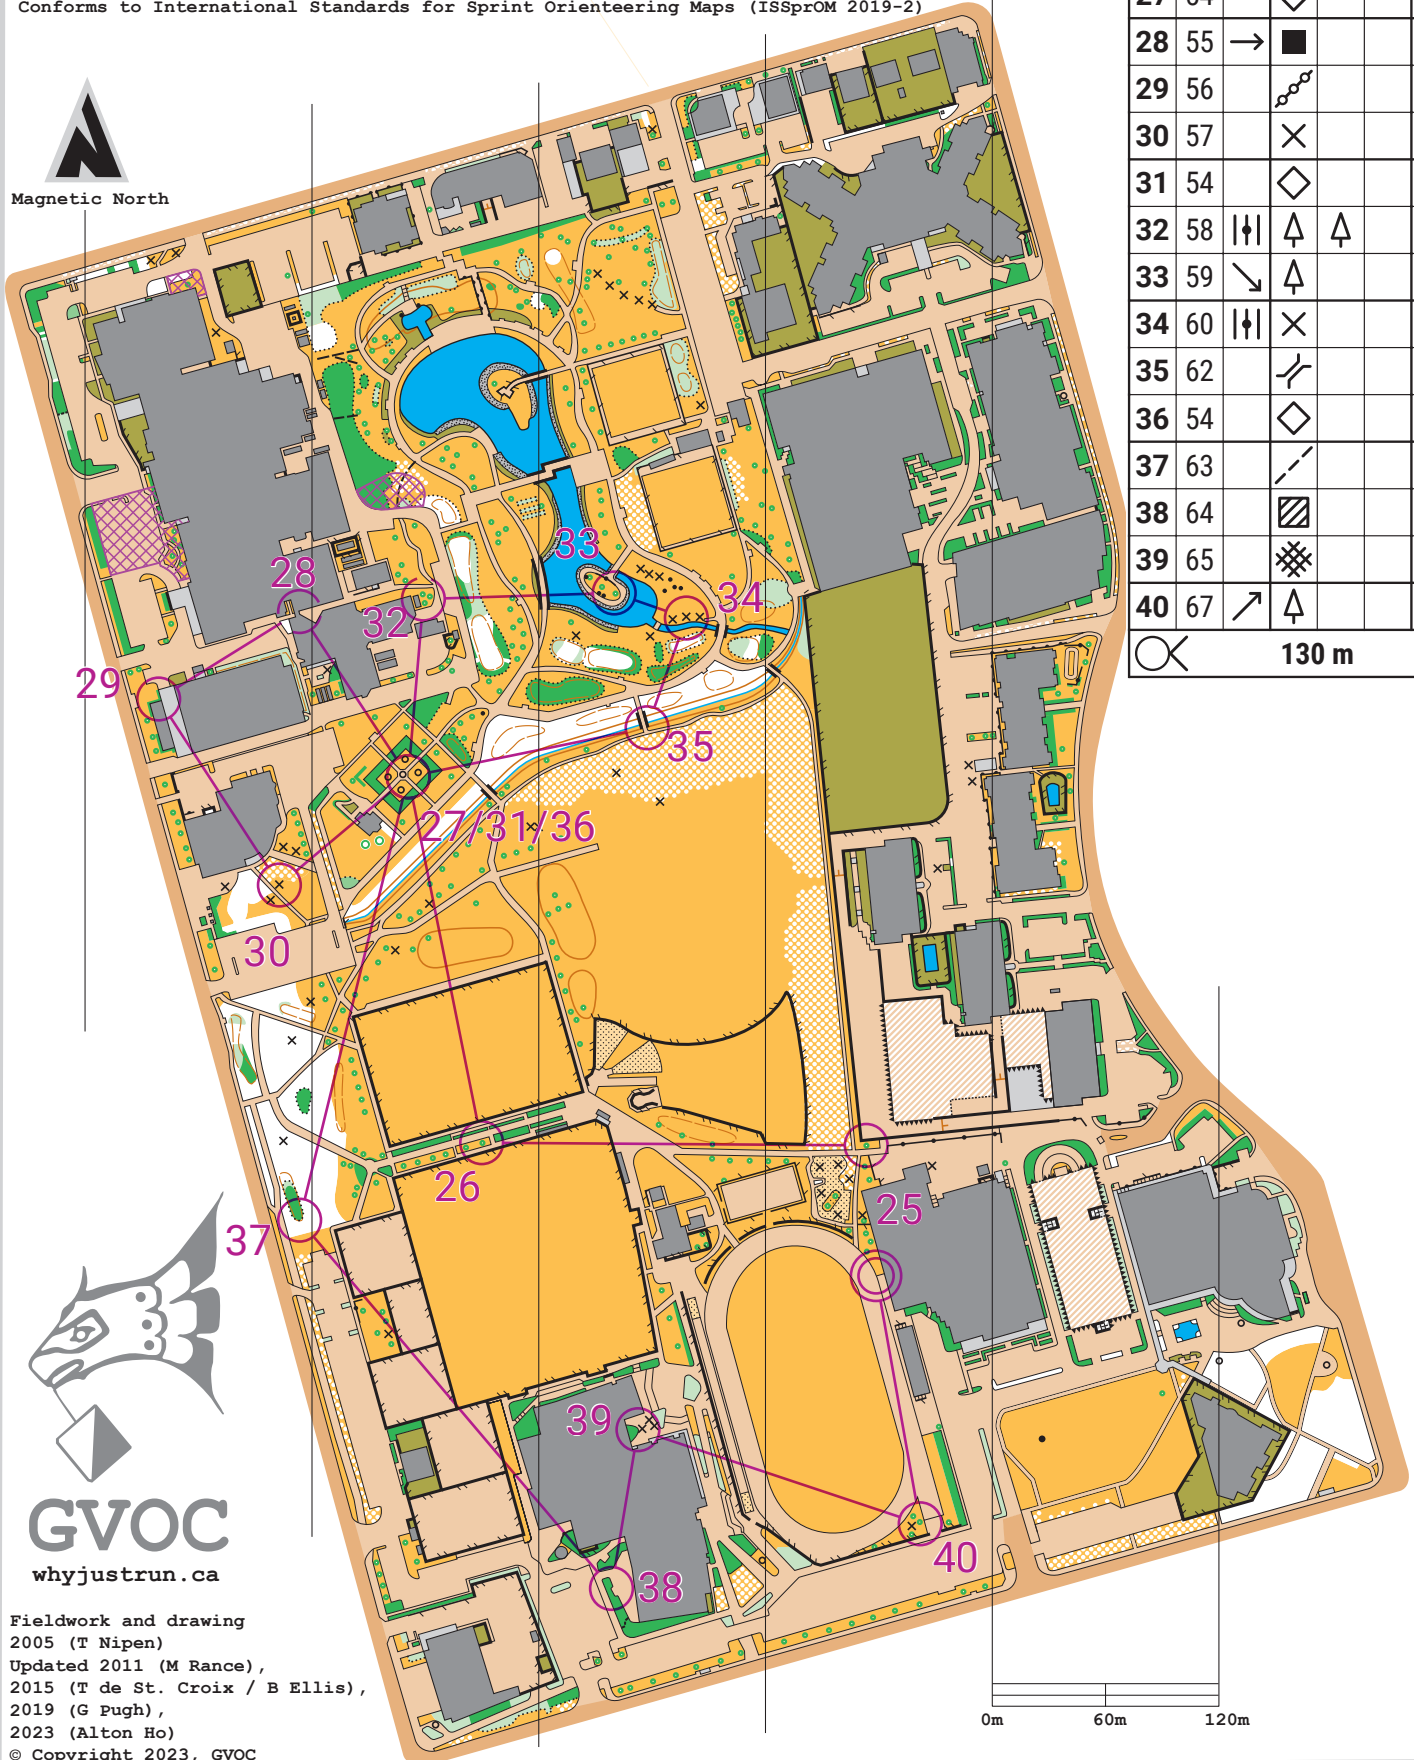 Conforms to International Standards for Sprint Orienteering Maps (ISSprOM 2019-2)
27 64
28 55
29 56
30 57
31 54
32 58
33 59
34 60
35 62
36 54
37 63
38 64
39 65
40 67
130 m
Magnetic North
28
33
32
34
29
35
27/31/36
30
26
25
37
39
40
38
GVOC
whyjustrun.ca
Fieldwork and drawing
2005 (T Nipen)
Updated 2011 (M Rance),
2015 (T de St. Croix / B Ellis),
2019 (G Pugh),
2023 (Alton Ho)
© Copyright 2023, GVOC
0m 60m 120m